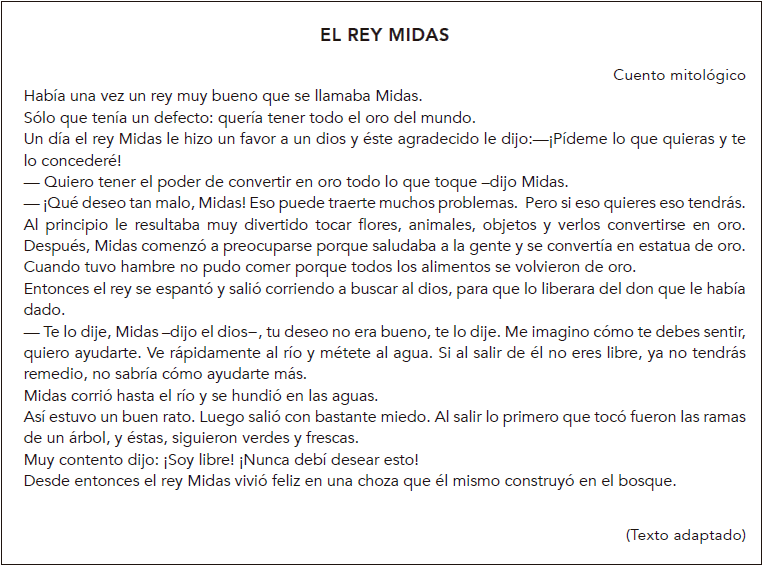 EL REY MIDAS
Cuento mitológico
Había una vez un rey muy bueno que se llamaba Midas.
Sólo que tenía un defecto: quería tener todo el oro del mundo.
Un día el rey Midas le hizo un favor a un dios y éste agradecido le dijo:—¡Pídeme lo que quieras y te
lo concederé!
— Quiero tener el poder de convertir en oro todo lo que toque –dijo Midas.
— ¡Qué deseo tan malo, Midas! Eso puede traerte muchos problemas. Pero si eso quieres eso tendrás.
Al principio le resultaba muy divertido tocar flores, animales, objetos y verlos convertirse en oro.
Después, Midas comenzó a preocuparse porque saludaba a la gente y se convertía en estatua de oro.
Cuando tuvo hambre no pudo comer porque todos los alimentos se volvieron de oro.
Entonces el rey se espantó y salió corriendo a buscar al dios, para que lo liberara del don que le había
dado.
— Te lo dije, Midas –dijo el dios–, tu deseo no era bueno, te lo dije. Me imagino cómo te debes sentir,
quiero ayudarte. Ve rápidamente al río y métete al agua. Si al salir de él no eres libre, ya no tendrás
remedio, no sabría cómo ayudarte más.
Midas corrió hasta el río y se hundió en las aguas.
Así estuvo un buen rato. Luego salió con bastante miedo. Al salir lo primero que tocó fueron las ramas
de un árbol, y éstas, siguieron verdes y frescas.
Muy contento dijo: ¡Soy libre! ¡Nunca debí desear esto!
Desde entonces el rey Midas vivió feliz en una choza que él mismo construyó en el bosque.
(Texto adaptado)